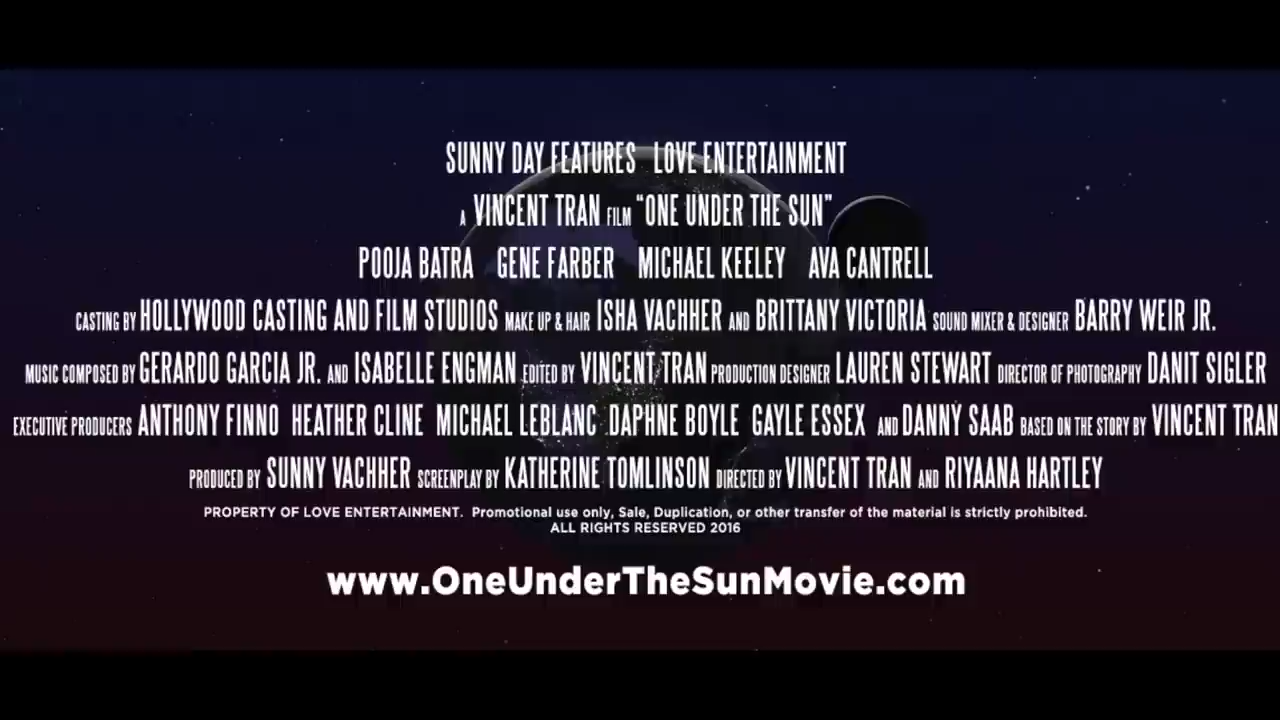 SUNNY DAY FEATURES LOVE ENTERTAINMENT
A VINCENT TRAN FILM "ONE UNDER THE SUN"
POOJA BATRA GENE FARBER MICHAEL KEELEY AVA CANTRELL
CASTING BY HOLLYWOOD CASTING AND FILM STUDIOS MAKE UP & HAIR ISHA VACHHER AND BRITTANY VICTORIA SOUND MIXER & DESIGNER BARRY WEIR JR.
MUSIC COMPOSED BY GERARDO GARCIA JR. AND ISABELLE ENGMAN EDITED BY VINCENT TRAN PRODUCTION DESIGNER LAUREN STEWART DIRECTOR OF PHOTOGRAPHY DANIT SIGLER
EXECUTIVE PRODUCERS ANTHONY FINNO HEATHER CLINE MICHAEL LEBLANC DAPHNE BOYLE GAYLE ESSEX AND DANNY SAAB BASED ON THE STORY BY VINCENT TRAN
PRODUCED BY SUNNY VACHHER SCREENPLAY BY KATHERINE TOMLINSON DIRECTED BY VINCENT TRAN AND RIYAANA HARTLEY
PROPERTY OF LOVE ENTERTAINMENT. Promotional use only, Sale, Duplication, or other transfer of the material is strictly prohibited.
ALL RIGHTS RESERVED 2016
www.OneUnderTheSunMovie.com